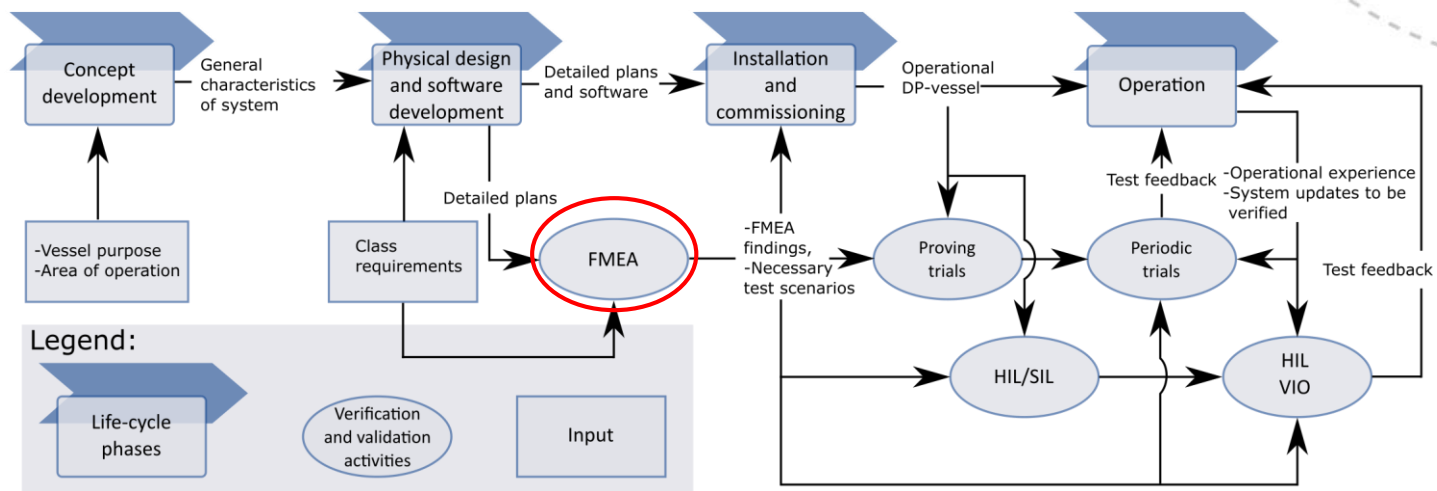 Concept
development
General
characteristics
of system
Physical design
and software
development
Detailed plans
and software
Installation
and
commissioning
Operational
DP-vessel
Operation
-Vessel purpose
-Area of operation
Detailed plans
Class
requirements
FMEA
-FMEA
findings,
-Necessary
test scenarios
Proving
trials
Test feedback
Periodic
trials
-Operational experience
-System updates to be
verified
Test feedback
HIL/SIL
HIL
VIO
Legend:
Life-cycle
phases
Verification
and validation
activities
Input